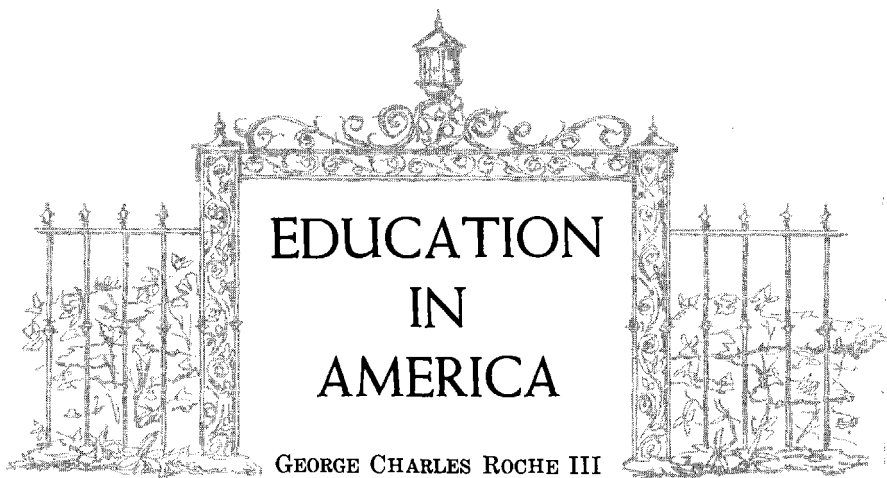 EDUCATION
IN
AMERICA
GEORGE CHARLES ROCHE III